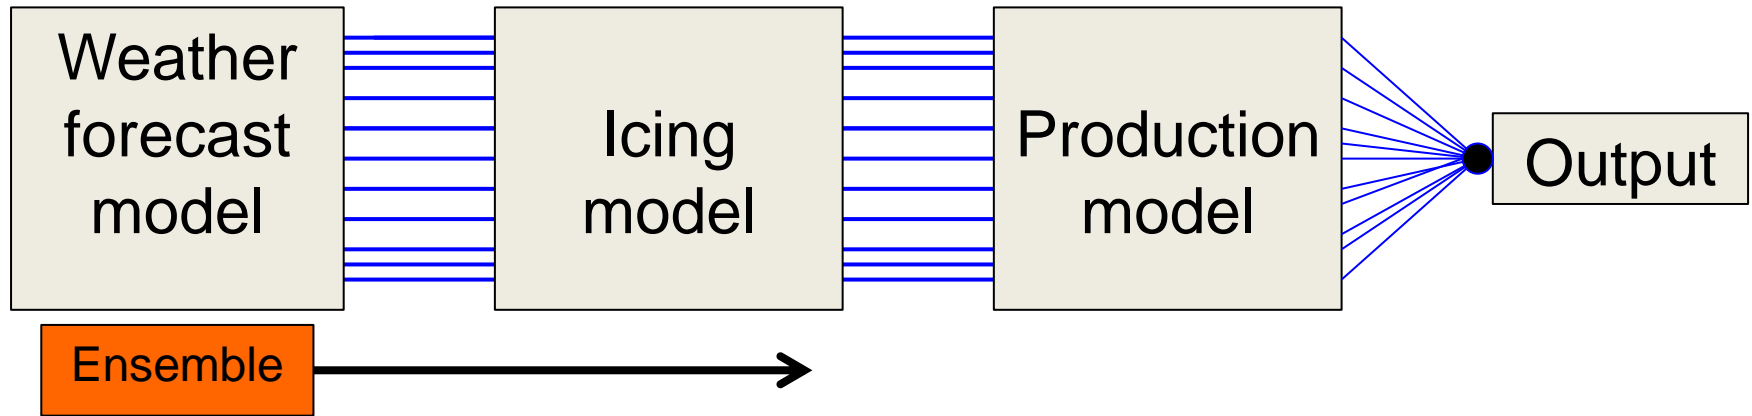 Weather
forecast
model
Icing
model
Production
model
Output
Ensemble